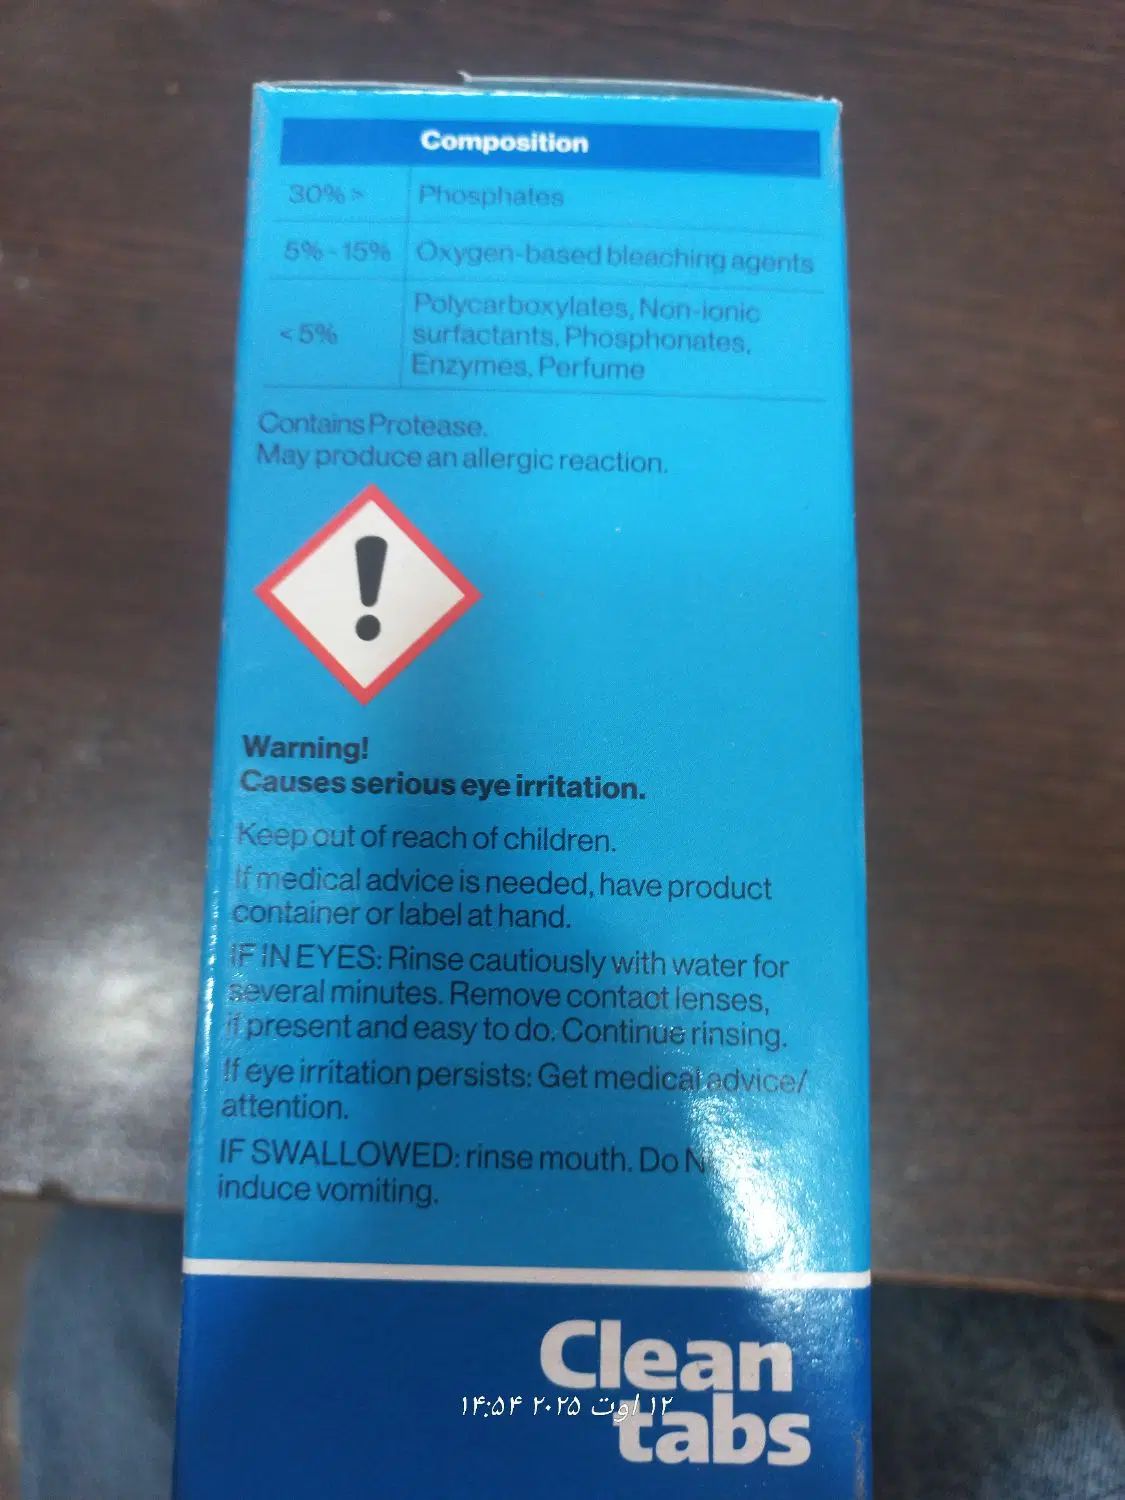 Composition
30% > Phosphates
5% - 15% Oxygen-based bleaching agents
Polycarboxylates, Non-ionic
< 5% surfactants, Phosphonates,
Enzymes, Perfume
Contains Protease.
May produce an allergic reaction.
Warning!
Causes serious eye irritation.
Keep out of reach of children.
If medical advice is needed, have product
container or label at hand.
IF IN EYES: Rinse cautiously with water for
several minutes. Remove contact lenses,
if present and easy to do. Continue rinsing.
If eye irritation persists: Get medical advice/
attention.
IF SWALLOWED: rinse mouth. Do
induce vomiting.
Clean
tabs
۱۲ اوت ۲۰۲۵ ۱۴:۵۴